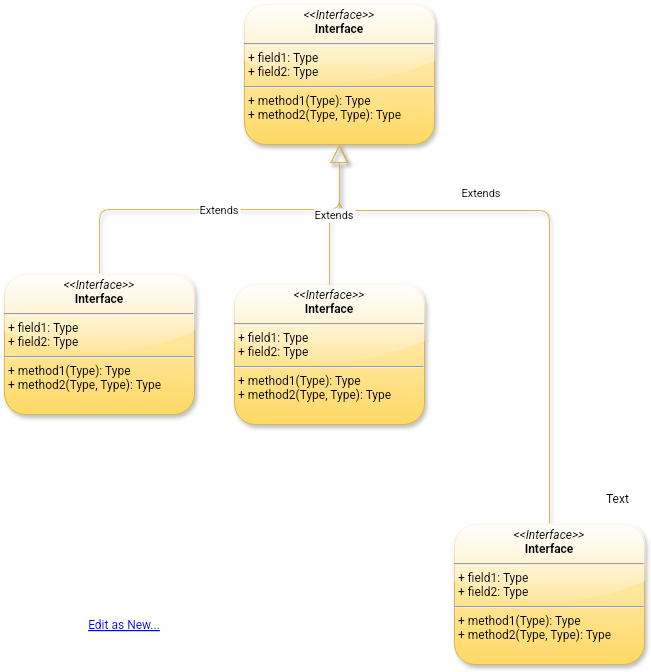 <<Interface>>
Interface
+ field1: Type
+ field2: Type
+ method1(Type): Type
+ method2(Type, Type): Type
Extends
Extends
Extends
<<Interface>>
Interface
+ field1: Type
+ field2: Type
+ method1(Type): Type
+ method2(Type, Type): Type
<<Interface>>
Interface
+ field1: Type
+ field2: Type
+ method1(Type): Type
+ method2(Type, Type): Type
Text
<<Interface>>
Interface
+ field1: Type
+ field2: Type
+ method1(Type): Type
+ method2(Type, Type): Type
Edit as New...